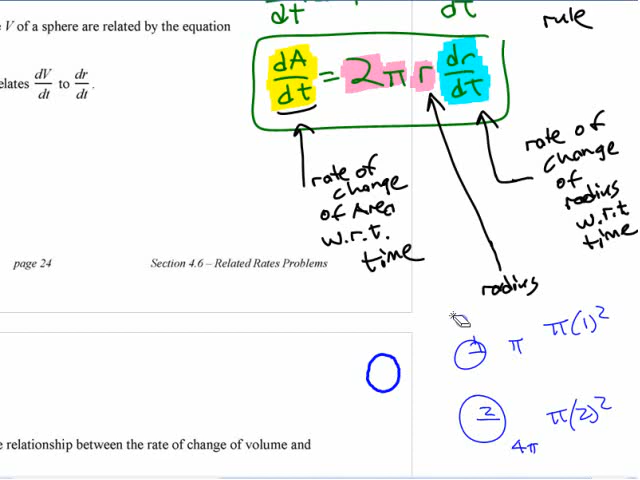 dt dt
rule
e V of a sphere are related by the equation
elates dV/dt to dr/dt.
dA/dt = 2πr dr/dt
rate of
change
of Area
w.r.t.
time
rate of
change
of
radius
w.r.t
time
radius
page 24 Section 4.6 – Related Rates Problems
1 π π(1)²
2 4π π(2)²
e relationship between the rate of change of volume and